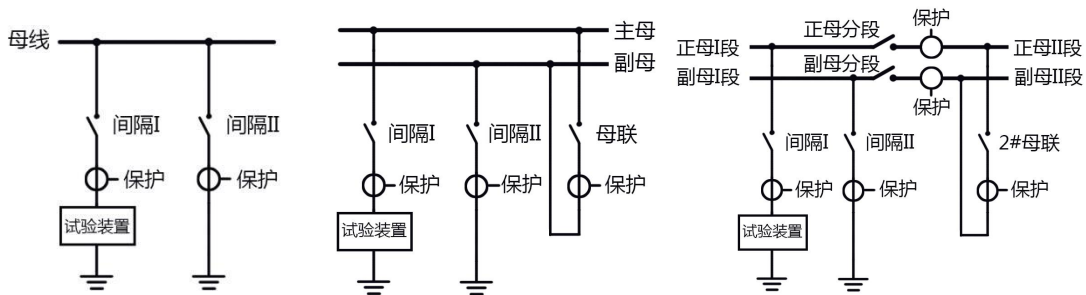 母线
间隔I
间隔II
保护
保护
试验装置
主母
副母
间隔I
间隔II
母联
保护
保护
保护
试验装置
保护
正母分段
正母I段
正母II段
副母分段
副母I段
副母II段
保护
间隔I
间隔II
2#母联
保护
保护
保护
试验装置